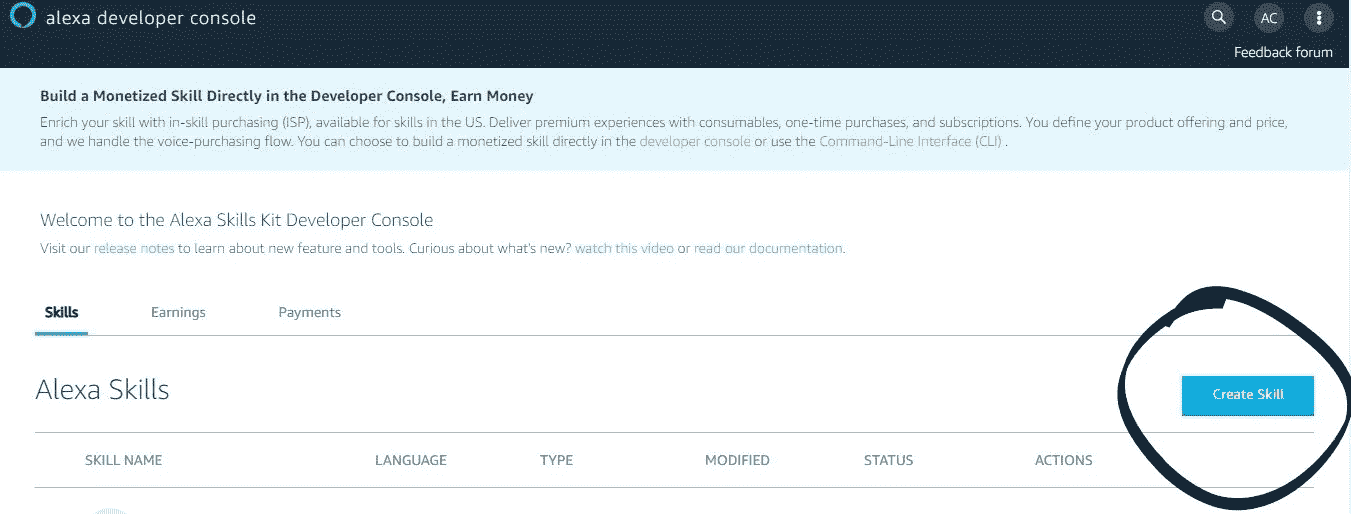 alexa developer console
AC
Feedback forum
Build a Monetized Skill Directly in the Developer Console, Earn Money
Enrich your skill with in-skill purchasing (ISP), available for skills in the US. Deliver premium experiences with consumables, one-time purchases, and subscriptions. You define your product offering and price,
and we handle the voice-purchasing flow. You can choose to build a monetized skill directly in the developer console or use the Command-Line Interface (CLI) .
Welcome to the Alexa Skills Kit Developer Console
Visit our release notes to learn about new feature and tools. Curious about what's new? watch this video or read our documentation.
Skills Earnings Payments
Alexa Skills
Create Skill
SKILL NAME LANGUAGE TYPE MODIFIED STATUS ACTIONS